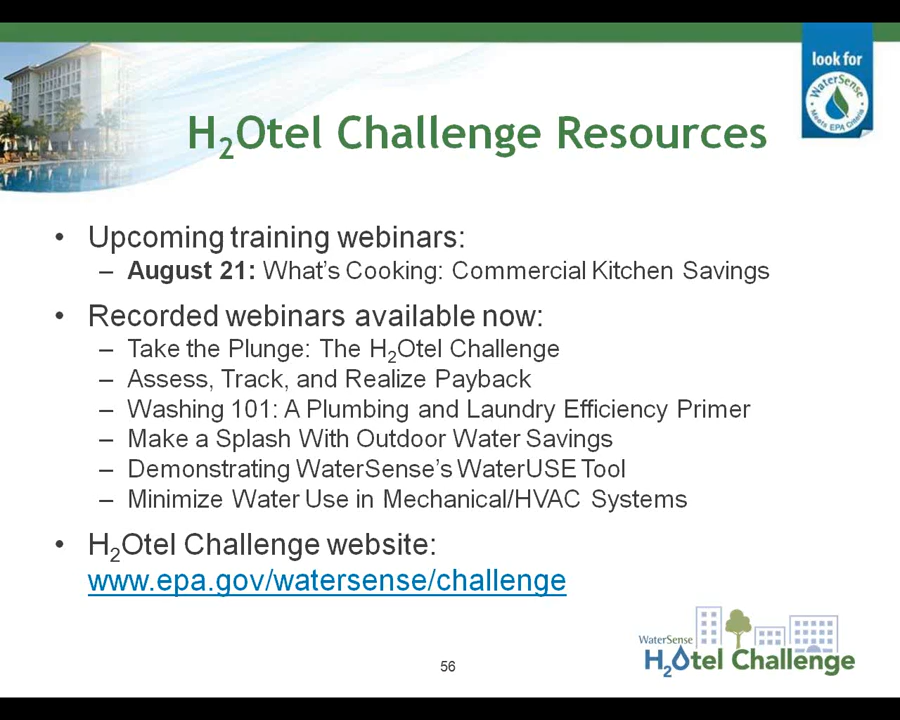 look for
WaterSense
Meets EPA Criteria
H₂Otel Challenge Resources
• Upcoming training webinars:
– August 21: What's Cooking: Commercial Kitchen Savings
• Recorded webinars available now:
– Take the Plunge: The H₂Otel Challenge
– Assess, Track, and Realize Payback
– Washing 101: A Plumbing and Laundry Efficiency Primer
– Make a Splash With Outdoor Water Savings
– Demonstrating WaterSense's WaterUSE Tool
– Minimize Water Use in Mechanical/HVAC Systems
• H₂Otel Challenge website:
www.epa.gov/watersense/challenge
WaterSense
H₂Otel Challenge
56